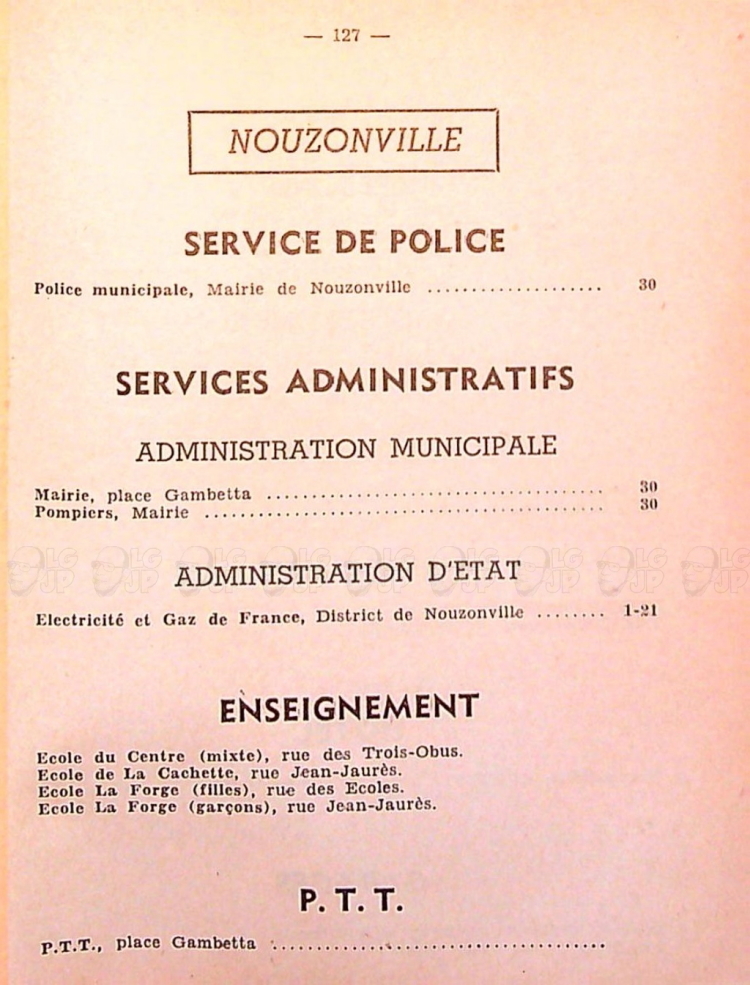 — 127 —
NOUZONVILLE
SERVICE DE POLICE
Police municipale, Mairie de Nouzonville .................... 30
SERVICES ADMINISTRATIFS
ADMINISTRATION MUNICIPALE
Mairie, place Gambetta ..................................... 30
Pompiers, Mairie ........................................... 30
ADMINISTRATION D'ETAT
Electricité et Gaz de France, District de Nouzonville ........ 1-21
ENSEIGNEMENT
Ecole du Centre (mixte), rue des Trois-Obus.
Ecole de La Cachette, rue Jean-Jaurès.
Ecole La Forge (filles), rue des Ecoles.
Ecole La Forge (garçons), rue Jean-Jaurès.
P. T. T.
P.T.T., place Gambetta .....................................